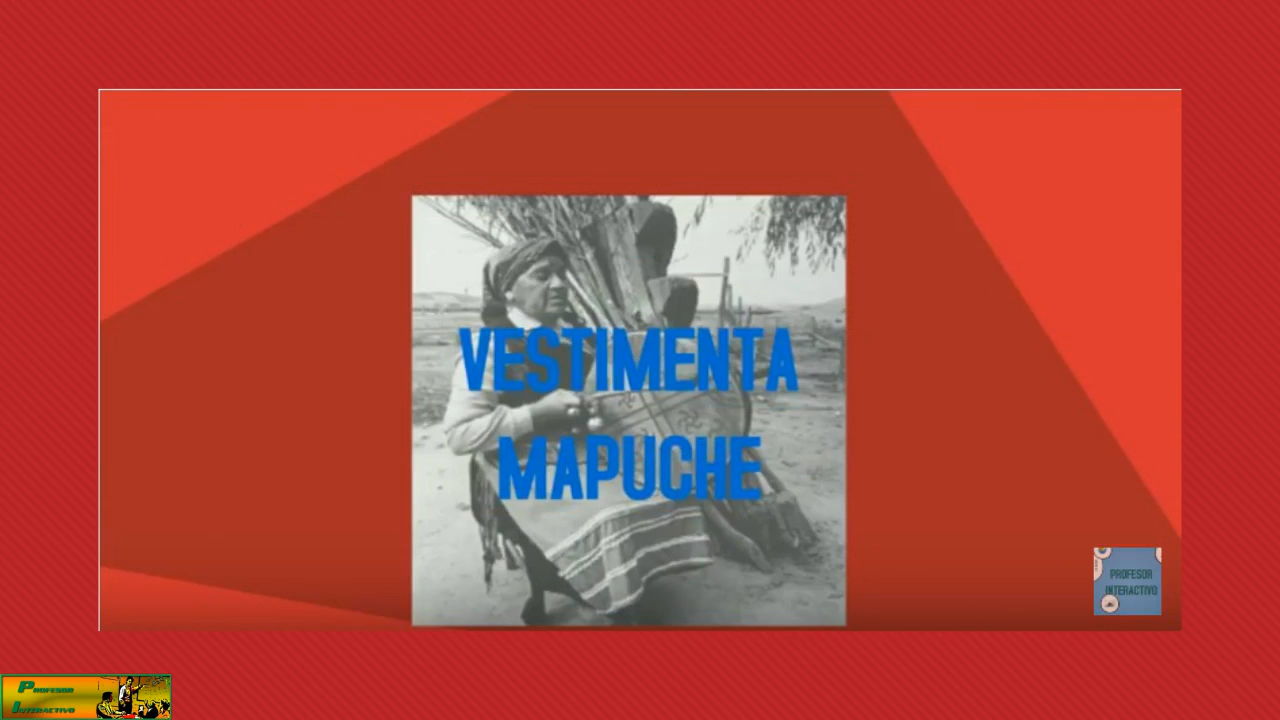 VESTIMENTA
MAPUCHE
PROFESOR
INTERACTIVO
PROFESOR
INTERACTIVO